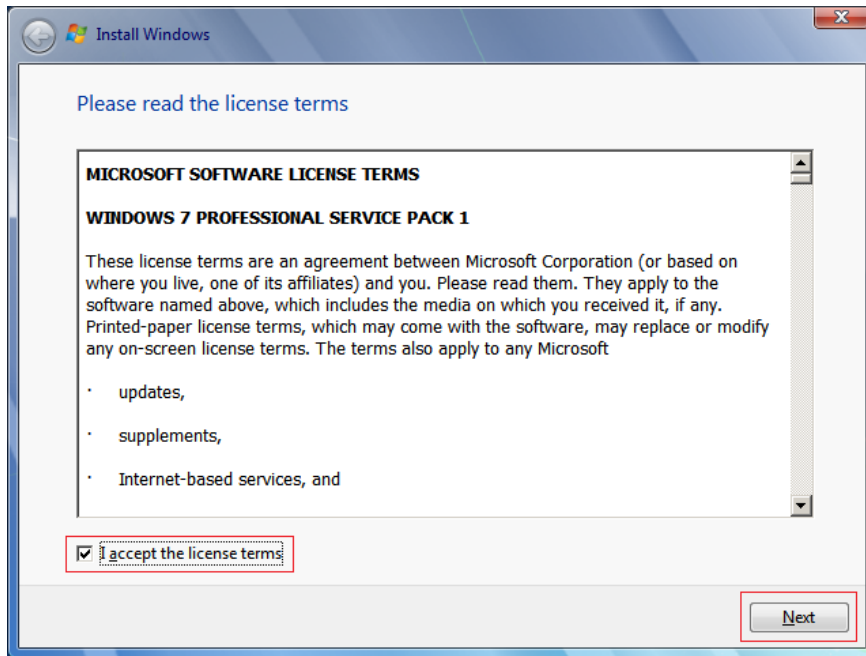 Install Windows
Please read the license terms
MICROSOFT SOFTWARE LICENSE TERMS
WINDOWS 7 PROFESSIONAL SERVICE PACK 1
These license terms are an agreement between Microsoft Corporation (or based on
where you live, one of its affiliates) and you. Please read them. They apply to the
software named above, which includes the media on which you received it, if any.
Printed-paper license terms, which may come with the software, may replace or modify
any on-screen license terms. The terms also apply to any Microsoft
· updates,
· supplements,
· Internet-based services, and
I accept the license terms
Next